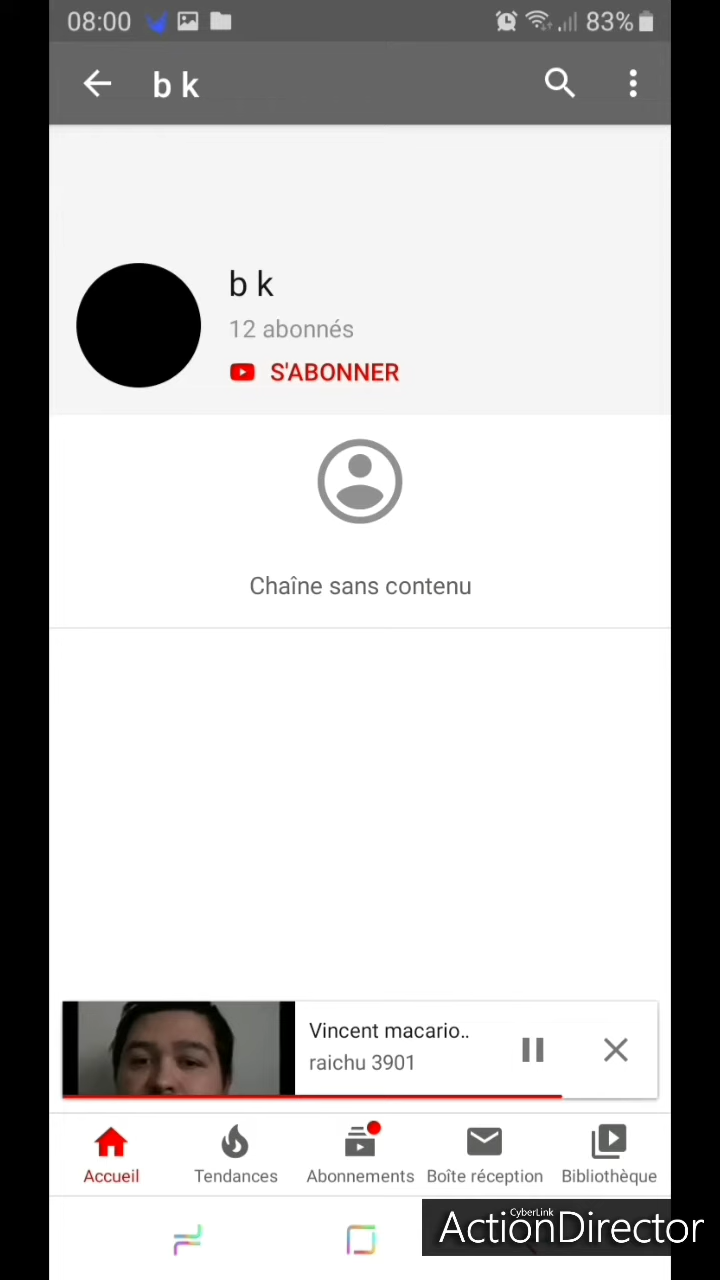 08:00 83%
b k
b k
12 abonnés
S'ABONNER
Chaîne sans contenu
Vincent macario..
raichu 3901
Accueil Tendances Abonnements Boîte réception Bibliothèque
CyberLink
ActionDirector